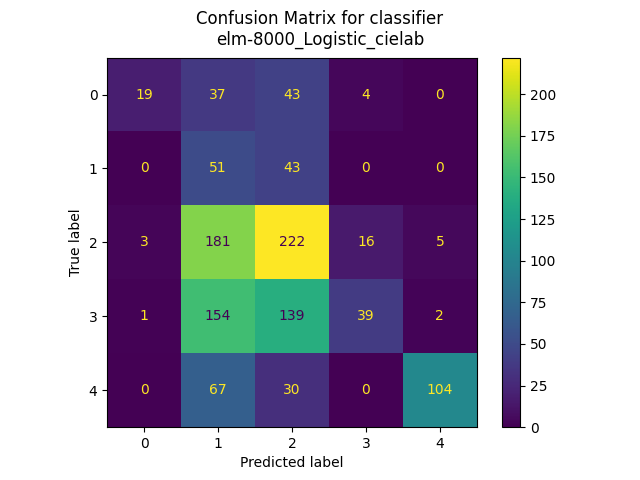 Confusion Matrix for classifier
elm-8000_Logistic_cielab
True label
0 19 37 43 4 0
1 0 51 43 0 0
2 3 181 222 16 5
3 1 154 139 39 2
4 0 67 30 0 104
0 1 2 3 4
Predicted label
200
175
150
125
100
75
50
25
0